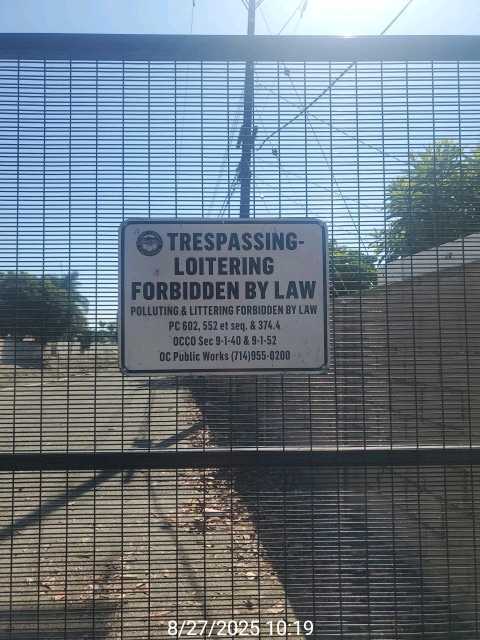 TRESPASSING-
LOITERING
FORBIDDEN BY LAW
POLLUTING & LITTERING FORBIDDEN BY LAW
PC 602, 552 et seq. & 374.4
OCCO Sec 9-1-40 & 9-1-52
OC Public Works (714)955-0200
8/27/2025 10:19